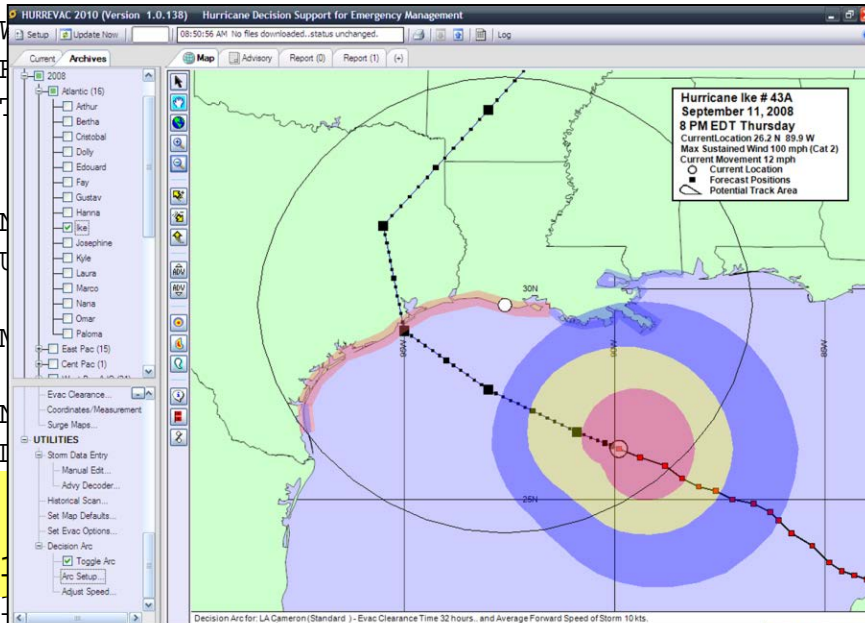 HURREVAC 2010 (Version 1.0.138) Hurricane Decision Support for Emergency Management
Setup Update Now 08:50:56 AM No files downloaded..status unchanged. Log
Current Archives
Map Advisory Report (0) Report (1) (+)
2008
Atlantic (16)
Arthur
Bertha
Cristobal
Dolly
Edouard
Fay
Gustav
Hanna
Ike
Josephine
Kyle
Laura
Marco
Nana
Omar
Paloma
East Pac (15)
Cent Pac (1)
Evac Clearance...
Coordinates/Measurement
Surge Maps...
UTILITIES
Storm Data Entry
Manual Edit...
Advy Decoder...
Historical Scan...
Set Map Defaults...
Set Evac Options...
Decision Arc
Toggle Arc
Arc Setup...
Adjust Speed...
ADV
ADV
Hurricane Ike # 43A
September 11, 2008
8 PM EDT Thursday
CurrentLocation 26.2 N 89.9 W
Max Sustained Wind 100 mph (Cat 2)
Current Movement 12 mph
Current Location
Forecast Positions
Potential Track Area
30N
95W
90W
85W
25N
Decision Arc for: LA Cameron (Standard ) - Evac Clearance Time 32 hours.. and Average Forward Speed of Storm 10 kts.